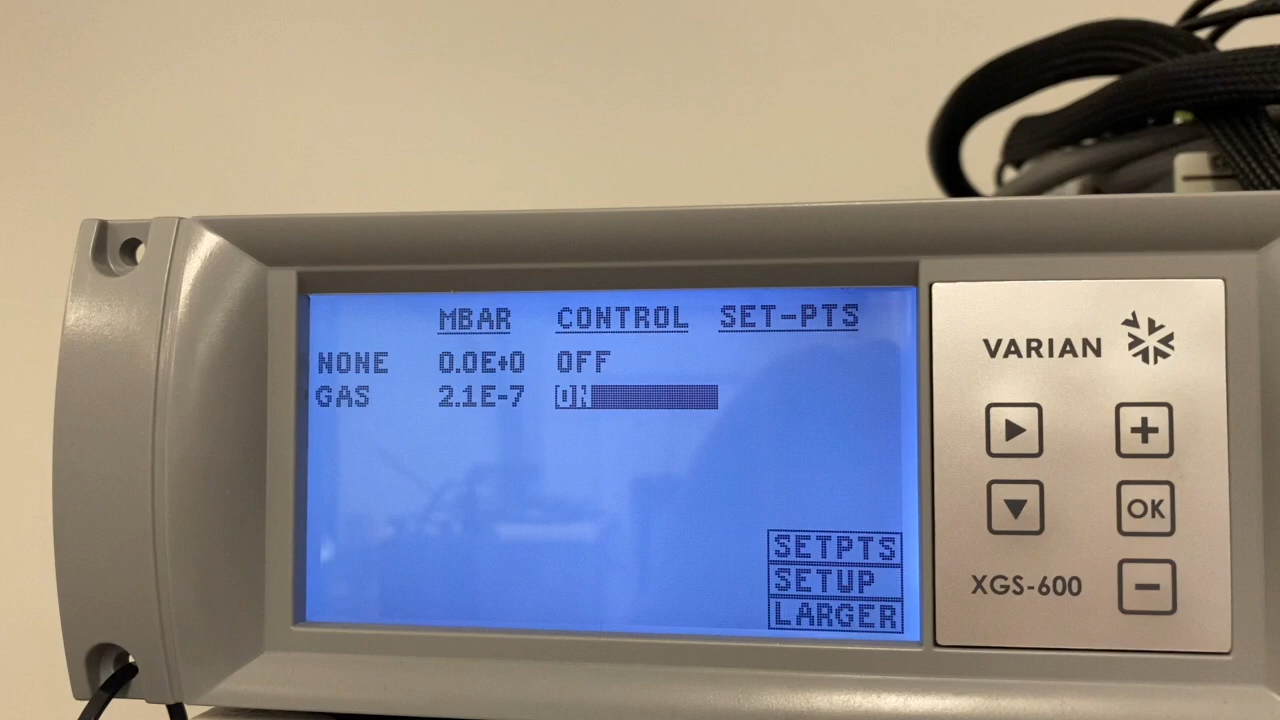 MBAR CONTROL SET-PTS
NONE 0.0E+0 OFF
GAS 2.1E-7 ON
SETPTS
SETUP
LARGER
VARIAN
OK
XGS-600